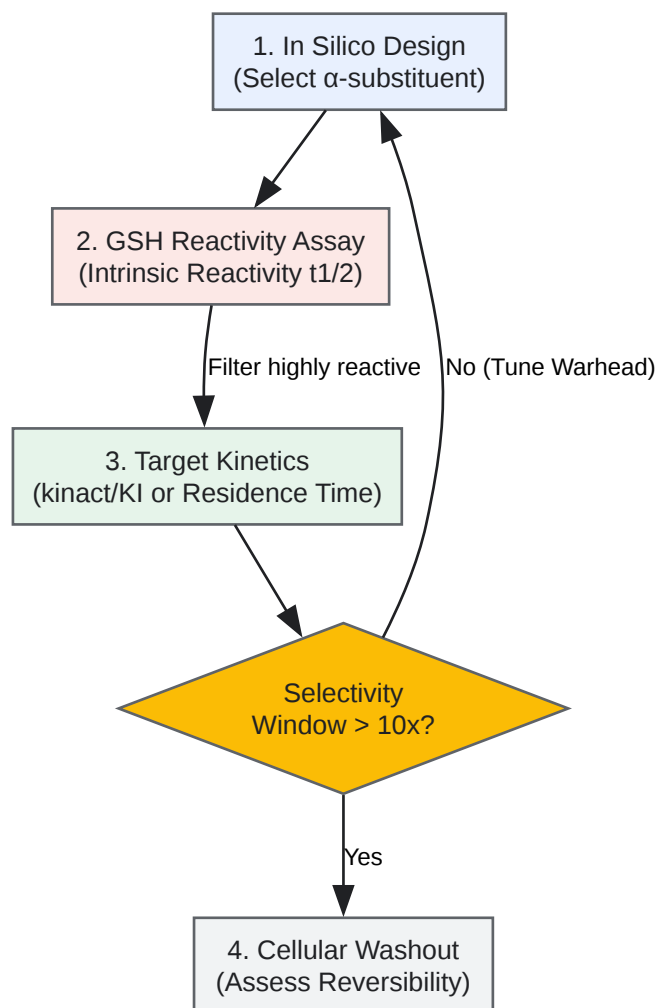 1. In Silico Design
(Select α-substituent)
2. GSH Reactivity Assay
(Intrinsic Reactivity t1/2)
Filter highly reactive
No (Tune Warhead)
3. Target Kinetics
(kinact/KI or Residence Time)
Selectivity
Window > 10x?
Yes
4. Cellular Washout
(Assess Reversibility)